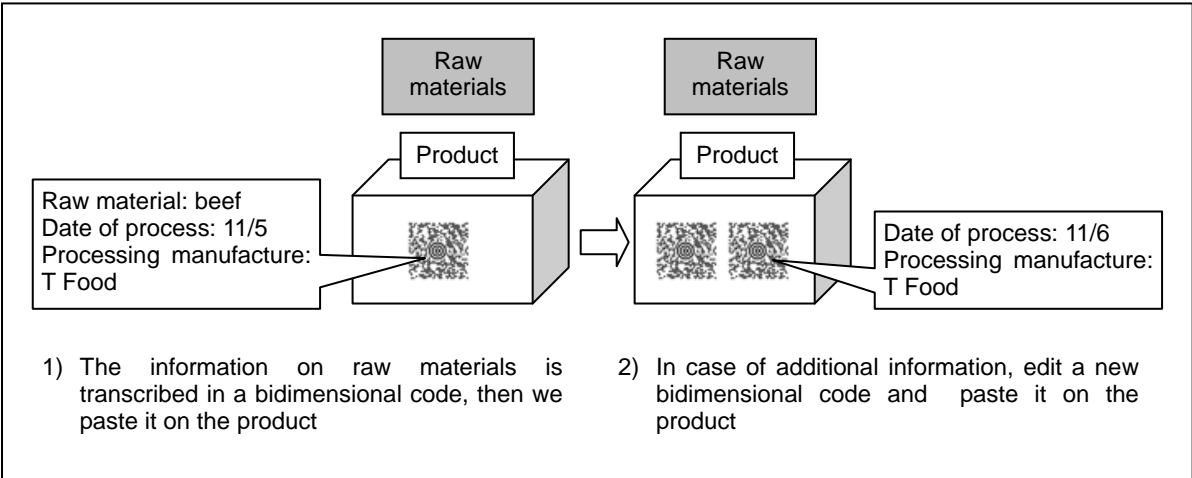 Raw
materials
Raw
materials
Product
Product
Raw material: beef
Date of process: 11/5
Processing manufacture:
T Food
Date of process: 11/6
Processing manufacture:
T Food
1) The information on raw materials is
transcribed in a bidimensional code, then we
paste it on the product
2) In case of additional information, edit a new
bidimensional code and paste it on the
product